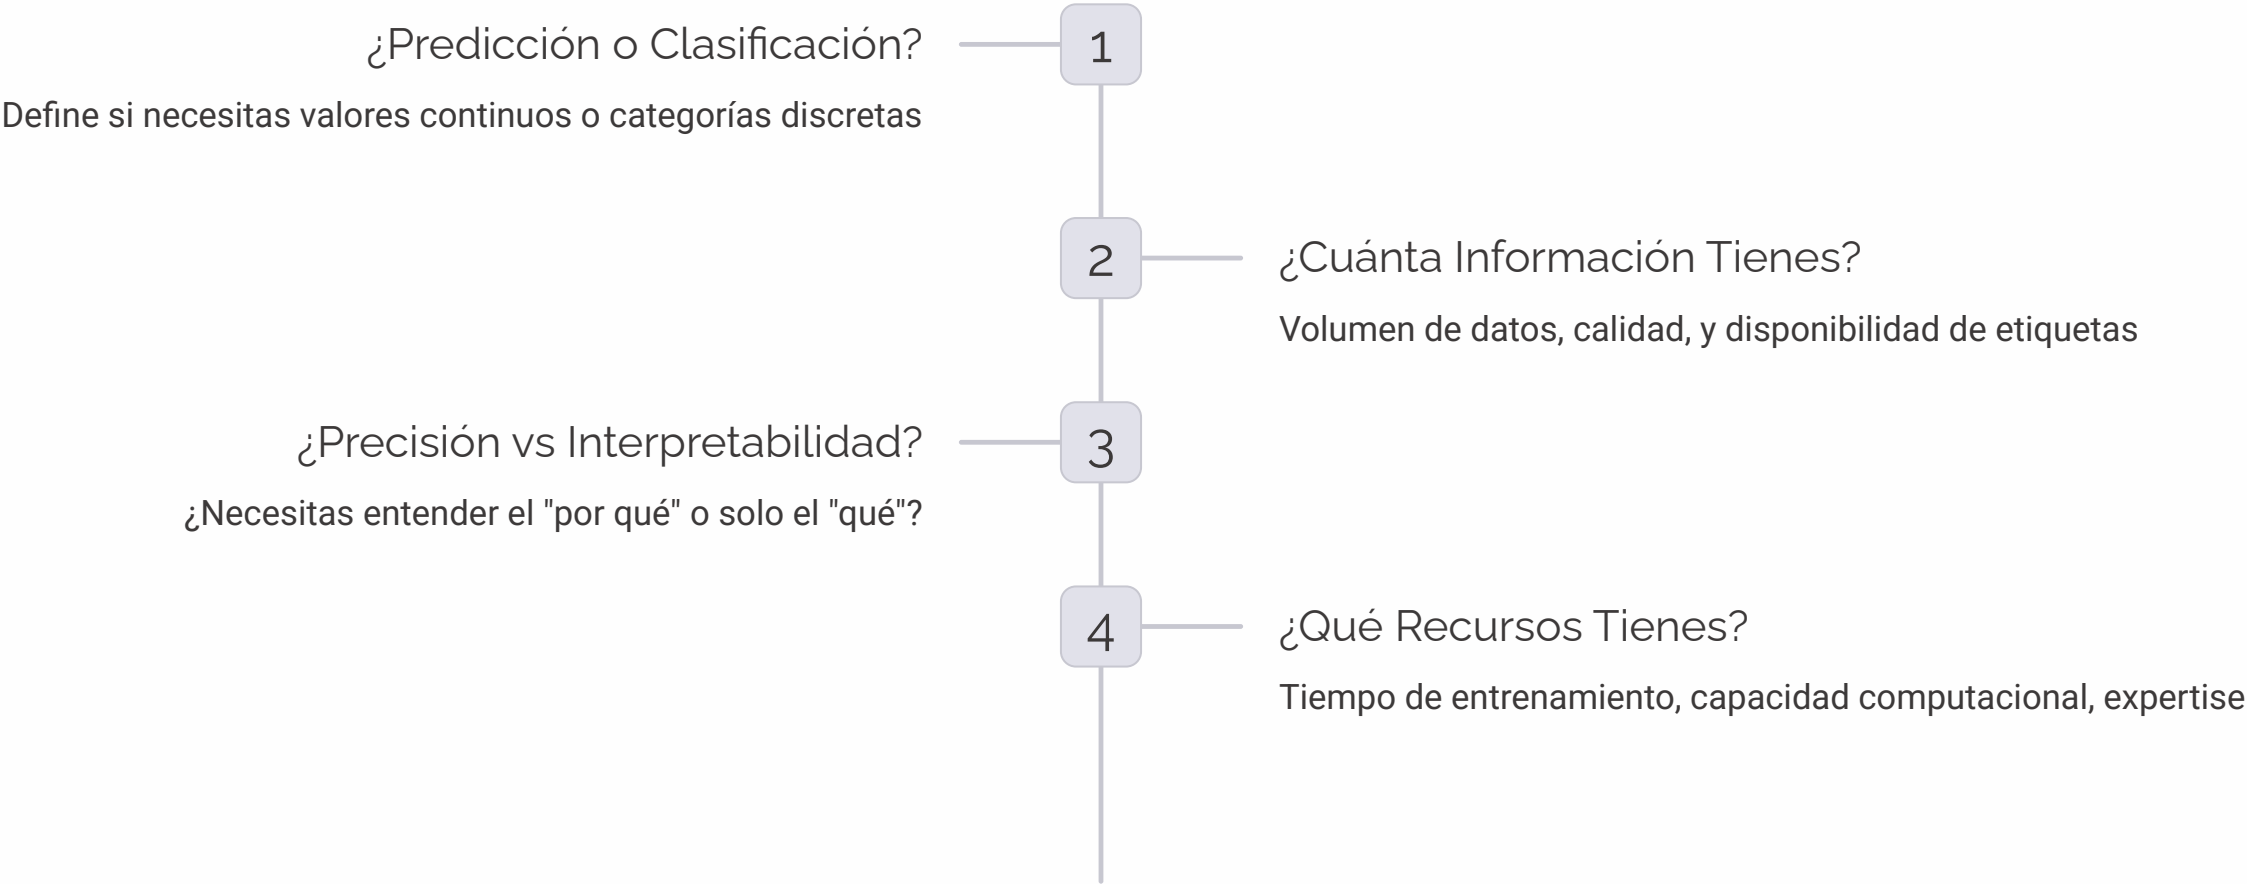 ¿Predicción o Clasificación?
1
Define si necesitas valores continuos o categorías discretas
2
¿Cuánta Información Tienes?
Volumen de datos, calidad, y disponibilidad de etiquetas
¿Precisión vs Interpretabilidad?
3
¿Necesitas entender el "por qué" o solo el "qué"?
4
¿Qué Recursos Tienes?
Tiempo de entrenamiento, capacidad computacional, expertise